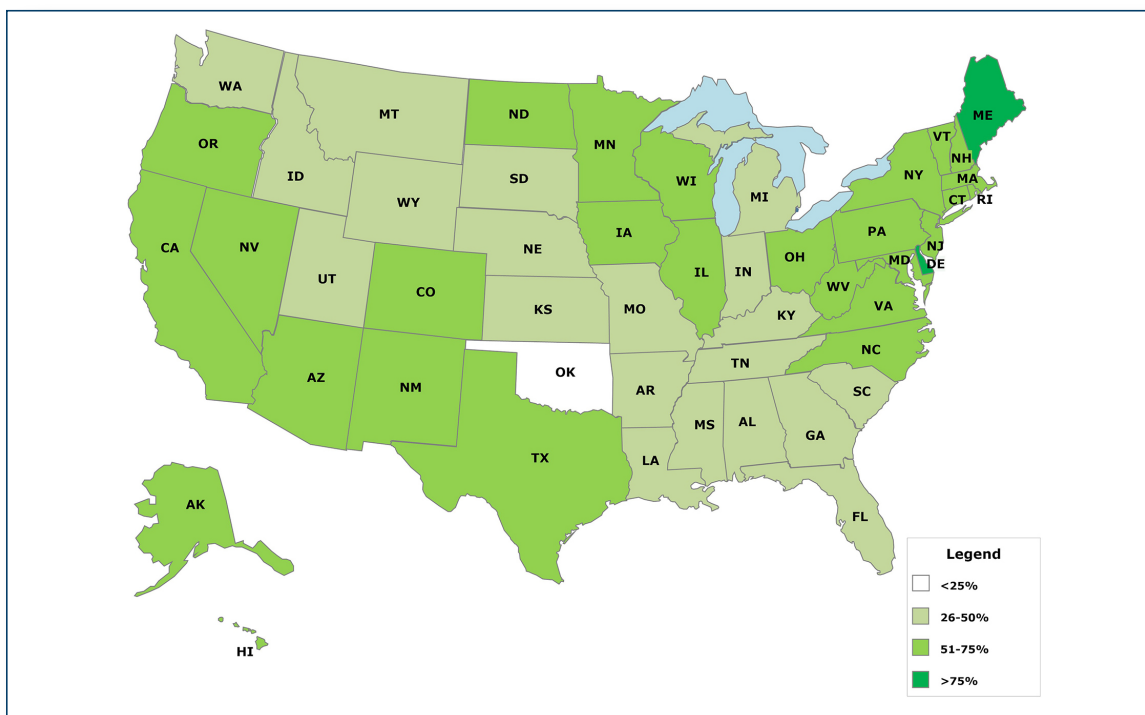 WA
MT
ND
MN
ME
VT
NH
OR
ID
SD
WI
MI
NY
MA
CT
RI
WY
CA
NV
NE
IA
PA
NJ
UT
CO
IL
IN
OH
MD
DE
WV
VA
KS
MO
KY
AZ
NM
OK
TN
NC
AR
SC
MS
AL
GA
TX
LA
AK
FL
HI
Legend
<25%
26-50%
51-75%
>75%